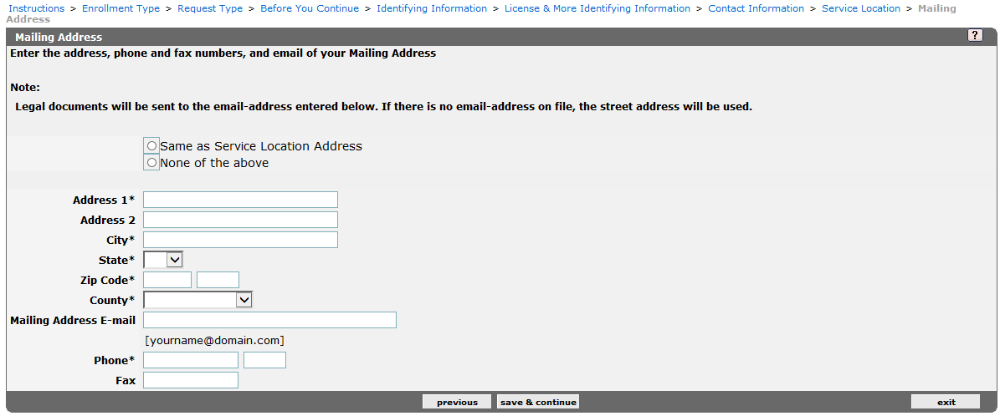 Instructions > Enrollment Type > Request Type > Before You Continue > Identifying Information > License & More Identifying Information > Contact Information > Service Location > Mailing
Address
Mailing Address ?
Enter the address, phone and fax numbers, and email of your Mailing Address
Note:
Legal documents will be sent to the email-address entered below. If there is no email-address on file, the street address will be used.
Same as Service Location Address
None of the above
Address 1*
Address 2
City*
State*
Zip Code*
County*
Mailing Address E-mail
[yourname@domain.com]
Phone*
Fax
previous save & continue exit